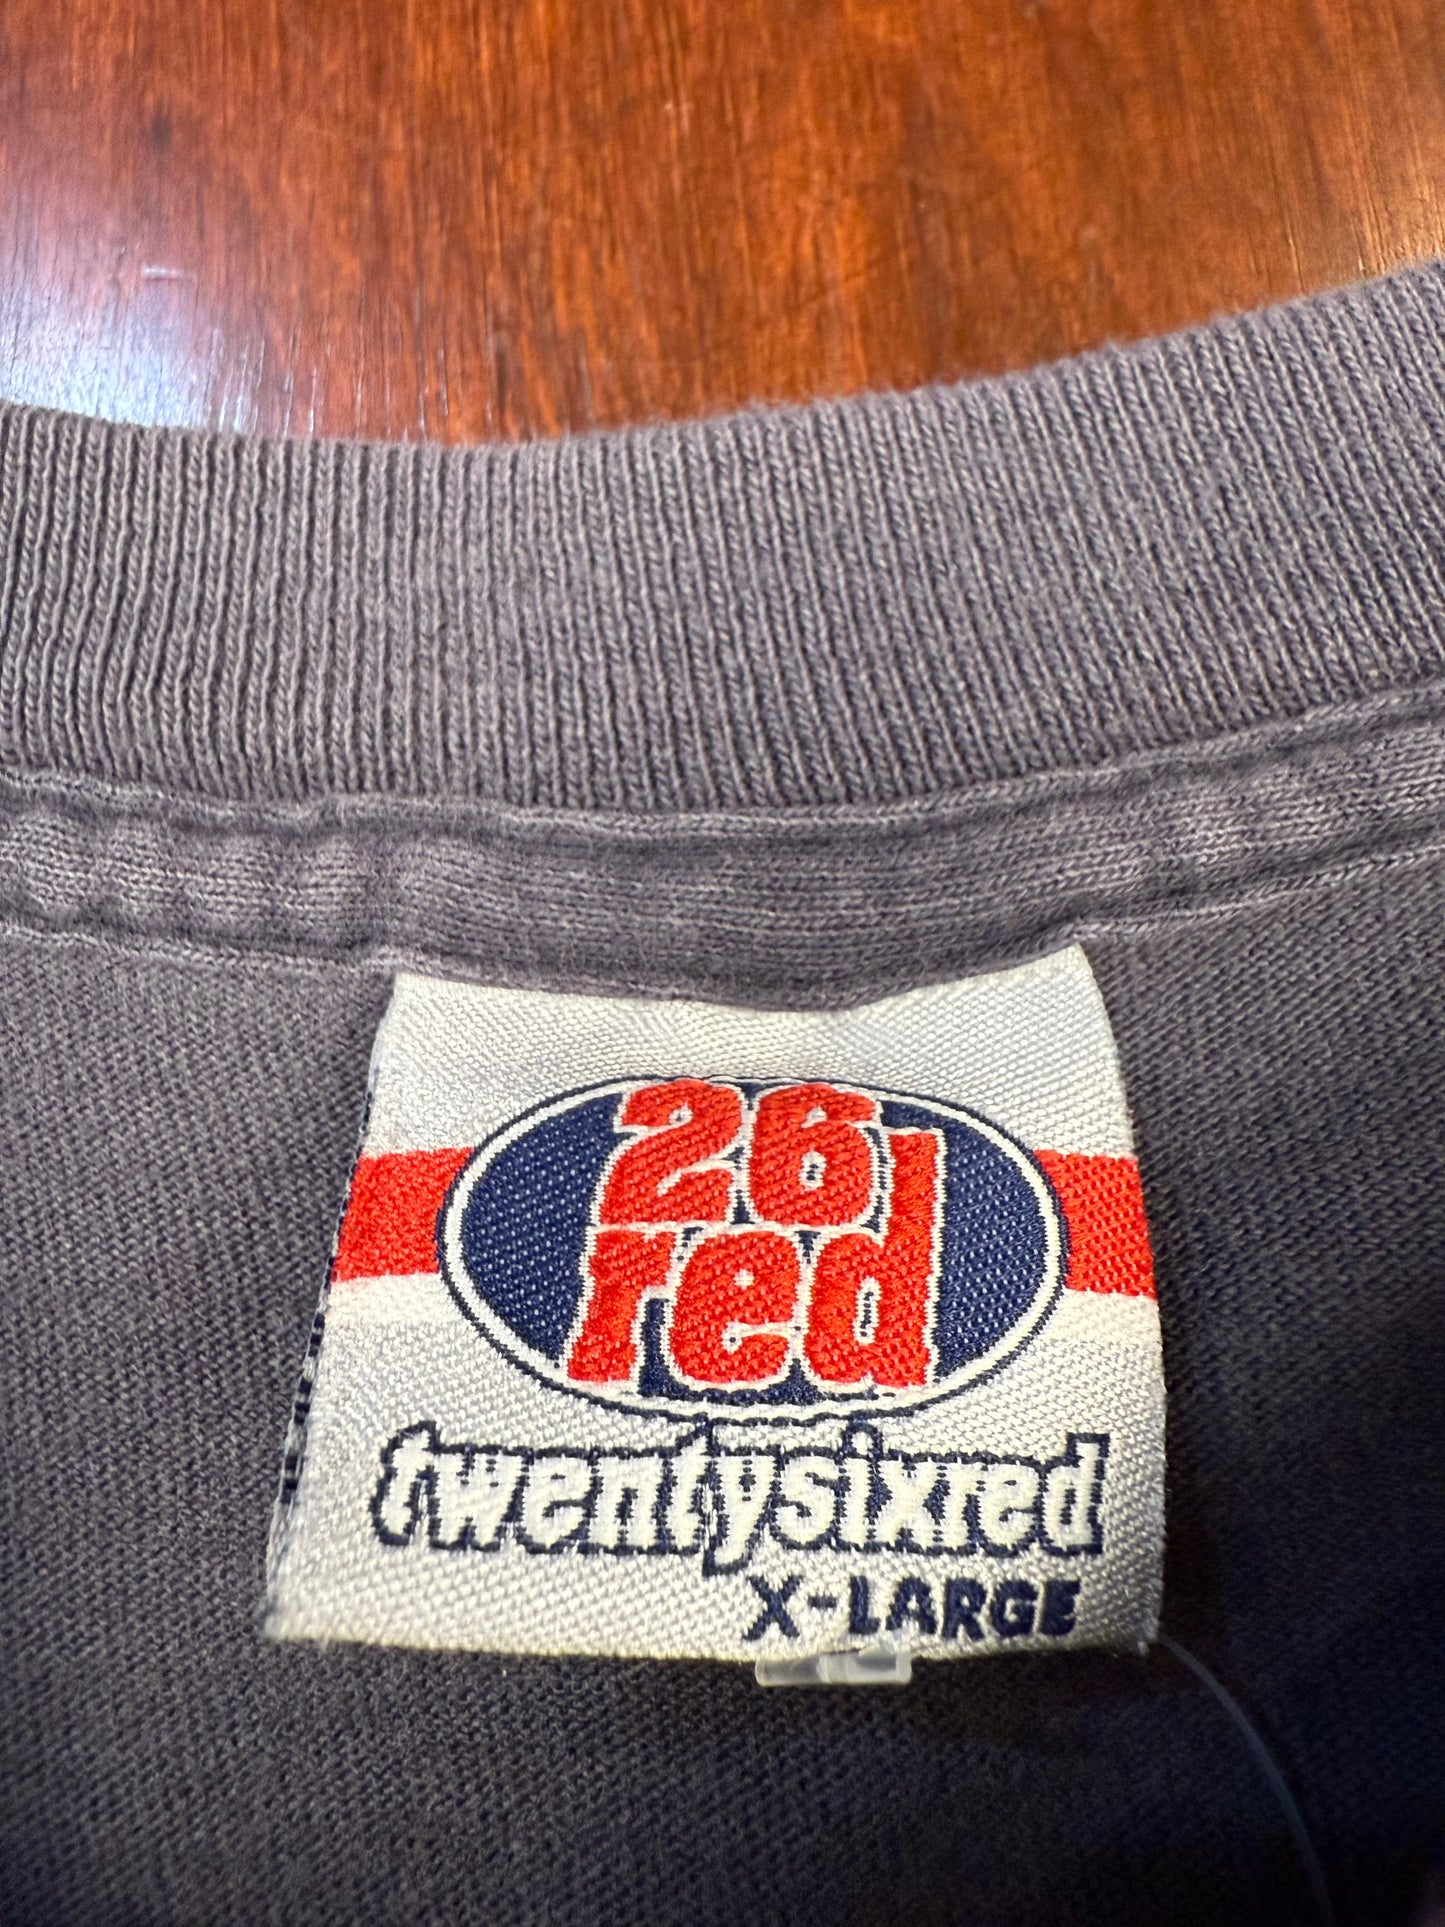 26
red
twentysixred
X-LARGE